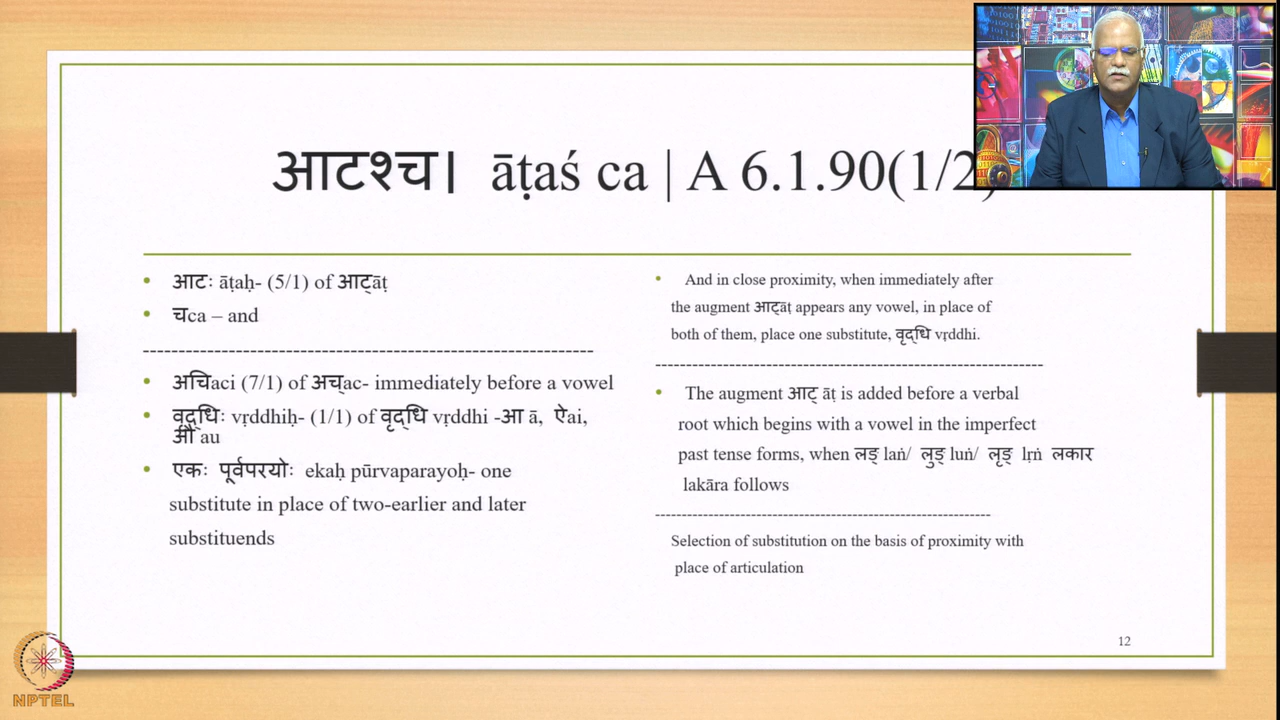 आटश्च। āṭaś ca | A 6.1.90(1/2)
• आटः āṭaḥ- (5/1) of आट्āṭ
• चca – and
---------------------------------------------------------------
• अचिaci (7/1) of अच्ac- immediately before a vowel
• वृद्धिः vṛddhiḥ- (1/1) of वृद्धि vṛddhi -आ ā, ऐai,
औ au
• एकः पूर्वपरयोः ekaḥ pūrvaparayoḥ- one
substitute in place of two-earlier and later
substituends
• And in close proximity, when immediately after
the augment आट्āṭ appears any vowel, in place of
both of them, place one substitute, वृद्धि vṛddhi.
---------------------------------------------------------------
• The augment आट् āṭ is added before a verbal
root which begins with a vowel in the imperfect
past tense forms, when लङ् laṅ/ लुङ् luṅ/ लृङ् lṛṅ लकार
lakāra follows
---------------------------------------------------------------
Selection of substitution on the basis of proximity with
place of articulation
12
NPTEL